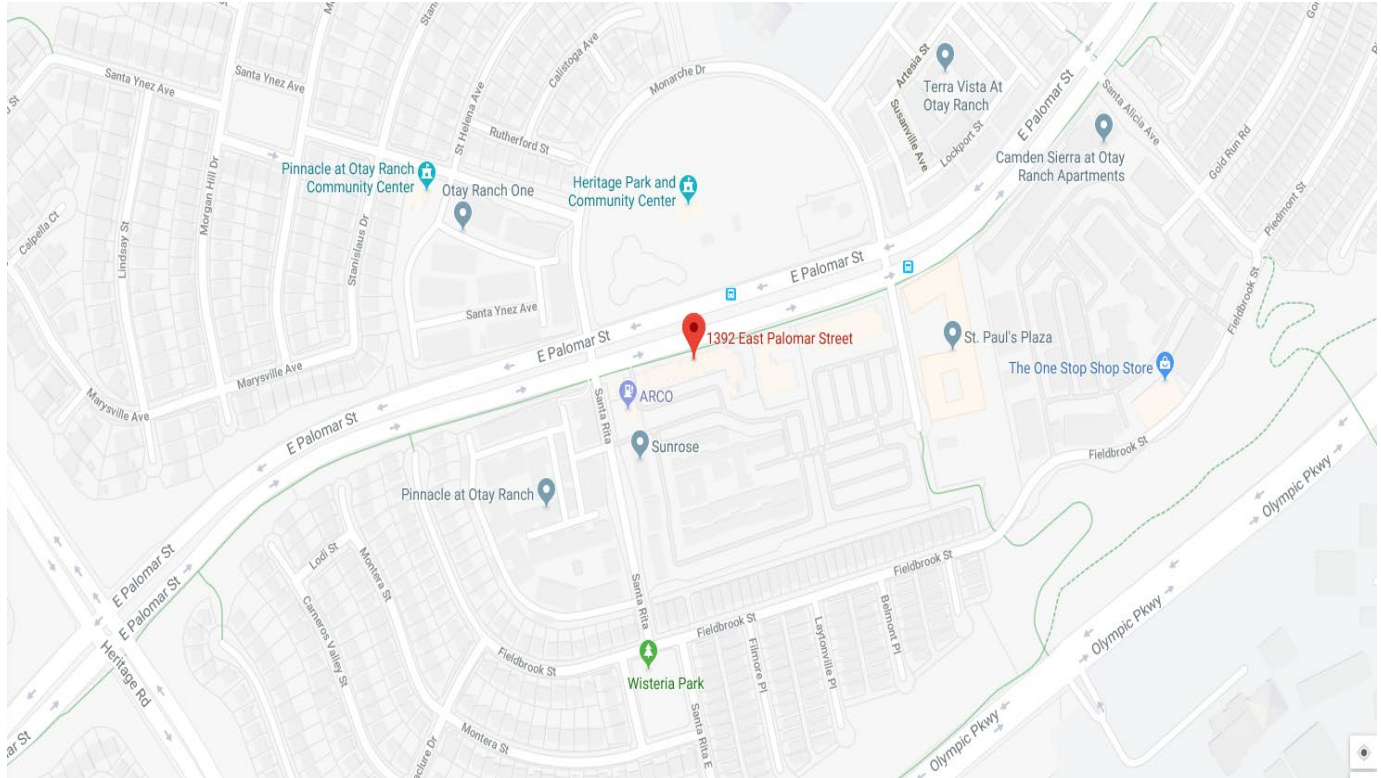 Santa Ynez Ave
Santa Ynez Ave
St Helena Ave
Calistoga Ave
Monarche Dr
Artesia St
Terra Vista At
Otay Ranch
E Palomar St
Santa Alicia Ave
Susanville Ave
Lockport St
Rutherford St
Gold Run Rd
Camden Sierra at Otay
Ranch Apartments
Pinnacle at Otay Ranch
Community Center
Otay Ranch One
Heritage Park and
Community Center
Piedmont St
Calpella Ct
Lindsay St
Morgan Hill Dr
Stanislaus Dr
E Palomar St
Fieldbrook St
Santa Ynez Ave
E Palomar St
1392 East Palomar Street
St. Paul's Plaza
The One Stop Shop Store
Marysville Ave
Marysville Ave
ARCO
Santa Rita
E Palomar St
Sunrose
Fieldbrook St
Pinnacle at Otay Ranch
Olympic Pkwy
Lodi St
Montera St
E Palomar St
E Palomar St
Fieldbrook St
Santa Rita
Carneros Valley St
Belmont Pl
Laytonville Pl
Filmore Pl
Fieldbrook St
Olympic Pkwy
Heritage Rd
Fieldbrook St
Wisteria Park
Santa Rita E
Montera St
Olympic Pkwy